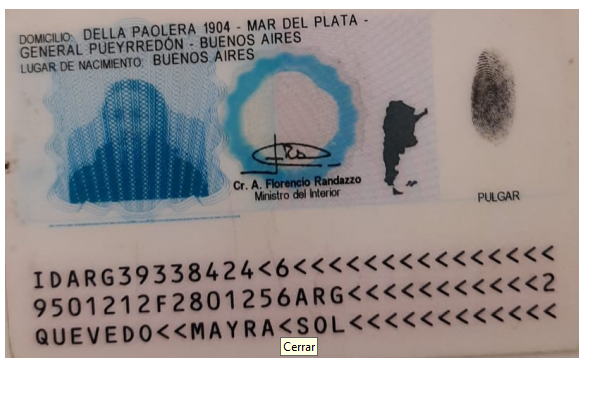 DOMICILIO: DELLA PAOLERA 1904 - MAR DEL PLATA -
GENERAL PUEYRREDÓN - BUENOS AIRES
LUGAR DE NACIMIENTO: BUENOS AIRES
Cr. A. Florencio Randazzo
Ministro del Interior
PULGAR
IDARG39338424<6<<<<<<<<<<<<<<<
9501212F2801256ARG<<<<<<<<<<<2
QUEVEDO<<MAYRA<SOL<<<<<<<<<<<<
Cerrar